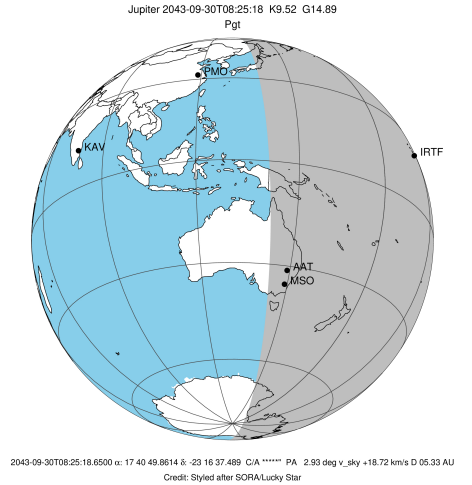 Jupiter 2043-09-30T08:25:18  K9.52  G14.89
Pgt
PMO
KAV
IRTF
AAT
MSO
2043-09-30T08:25:18.6500 α: 17 40 49.8614 δ: -23 16 37.489  C/A *****"  PA   2.93 deg v_sky +18.72 km/s D 05.33 AU
Credit: Styled after SORA/Lucky Star